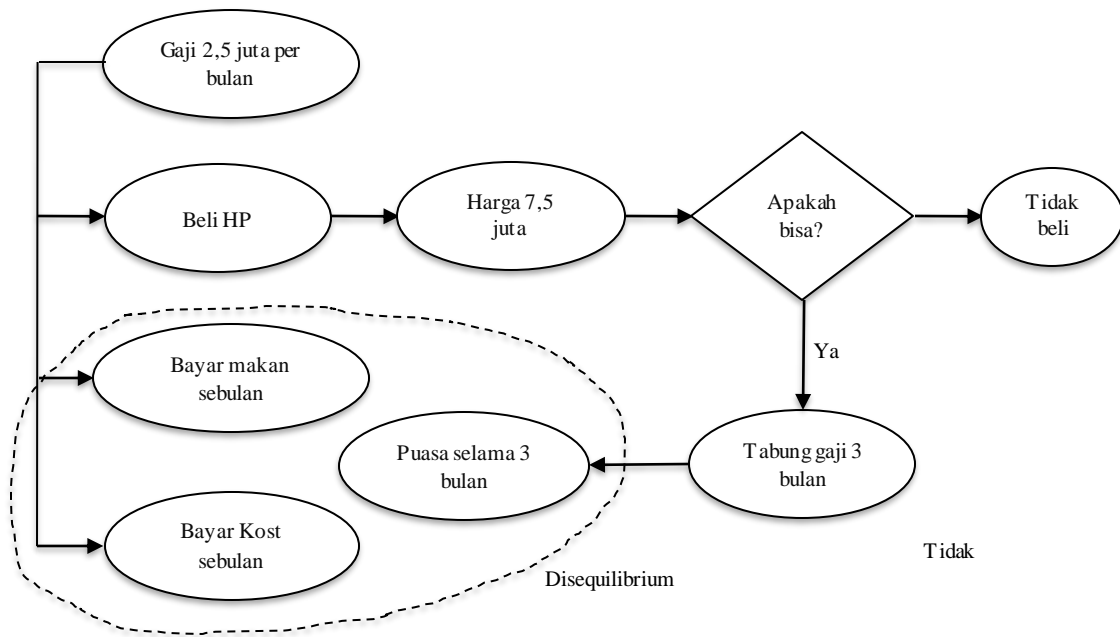 Gaji 2,5 juta per
bulan
Beli HP
Harga 7,5
juta
Apakah
bisa?
Tidak
beli
Ya
Bayar makan
sebulan
Puasa selama 3
bulan
Tabung gaji 3
bulan
Bayar Kost
sebulan
Disequilibrium
Tidak